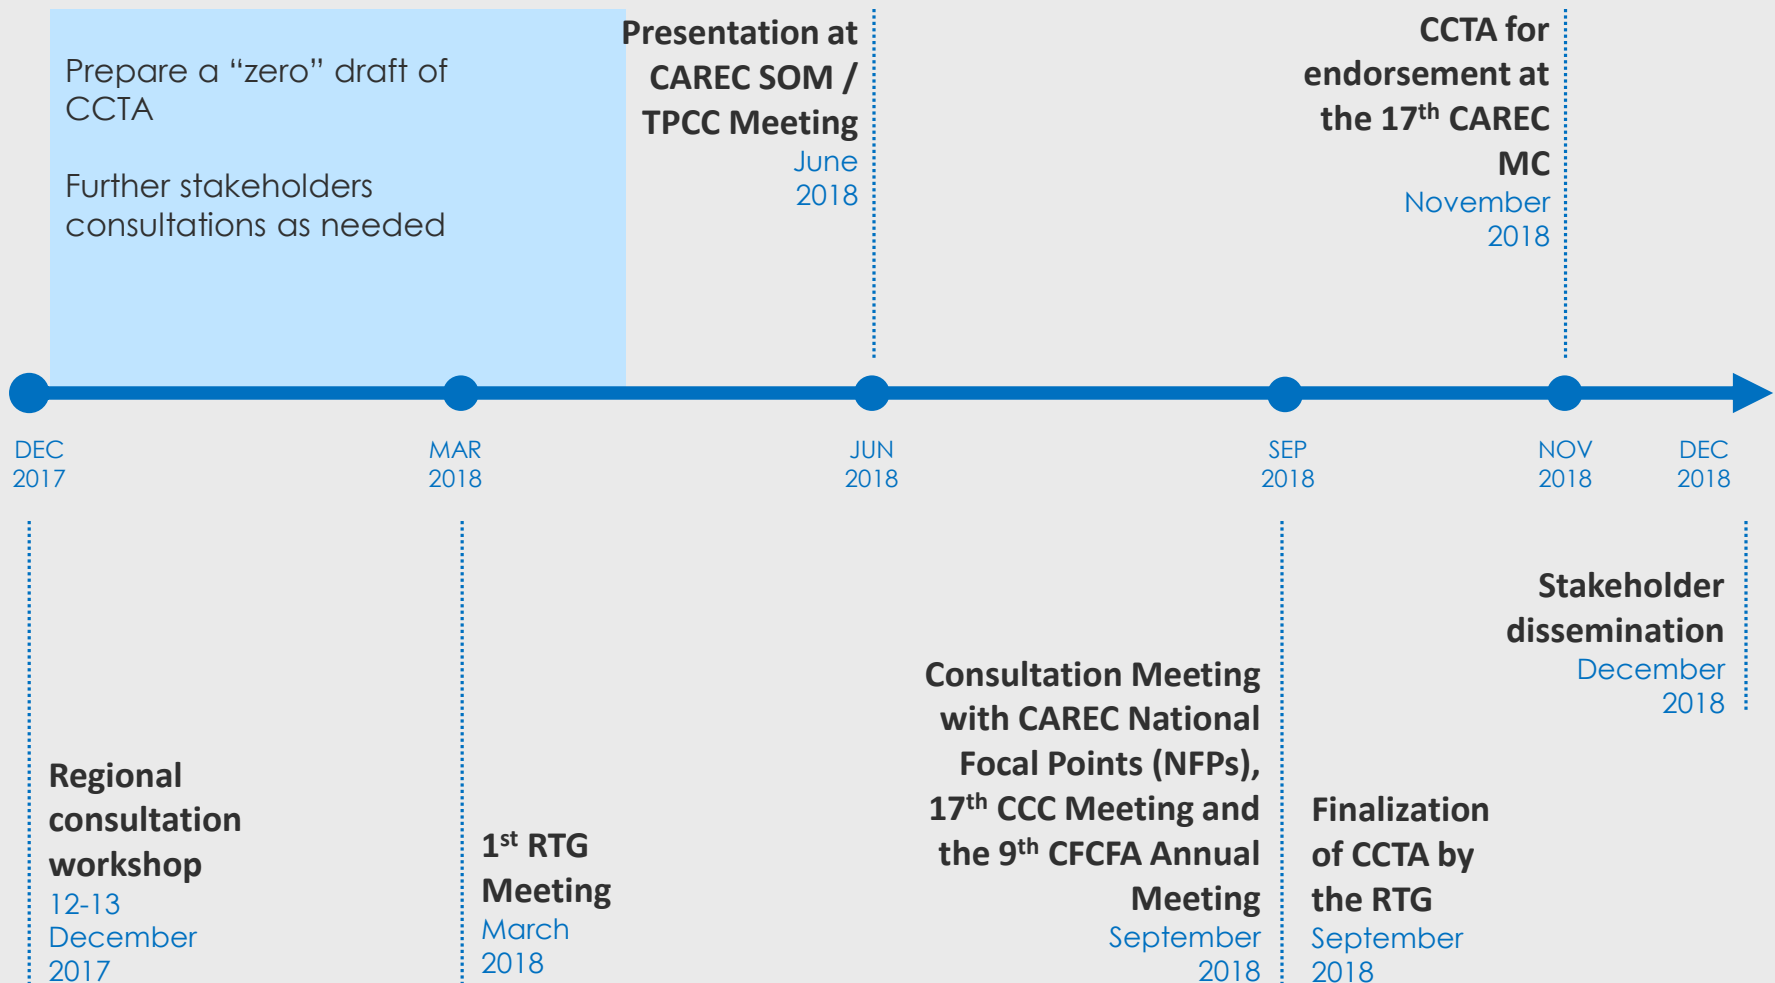 Prepare a “zero” draft of
CCTA
Further stakeholders
consultations as needed
Presentation at
CAREC SOM /
TPCC Meeting
June
2018
CCTA for
endorsement at
the 17th CAREC
MC
November
2018
DEC
2017
MAR
2018
JUN
2018
SEP
2018
NOV
2018
DEC
2018
Regional
consultation
workshop
12-13
December
2017
1st RTG
Meeting
March
2018
Consultation Meeting
with CAREC National
Focal Points (NFPs),
17th CCC Meeting and
the 9th CFCFA Annual
Meeting
September
2018
Finalization
of CCTA by
the RTG
September
2018
Stakeholder
dissemination
December
2018